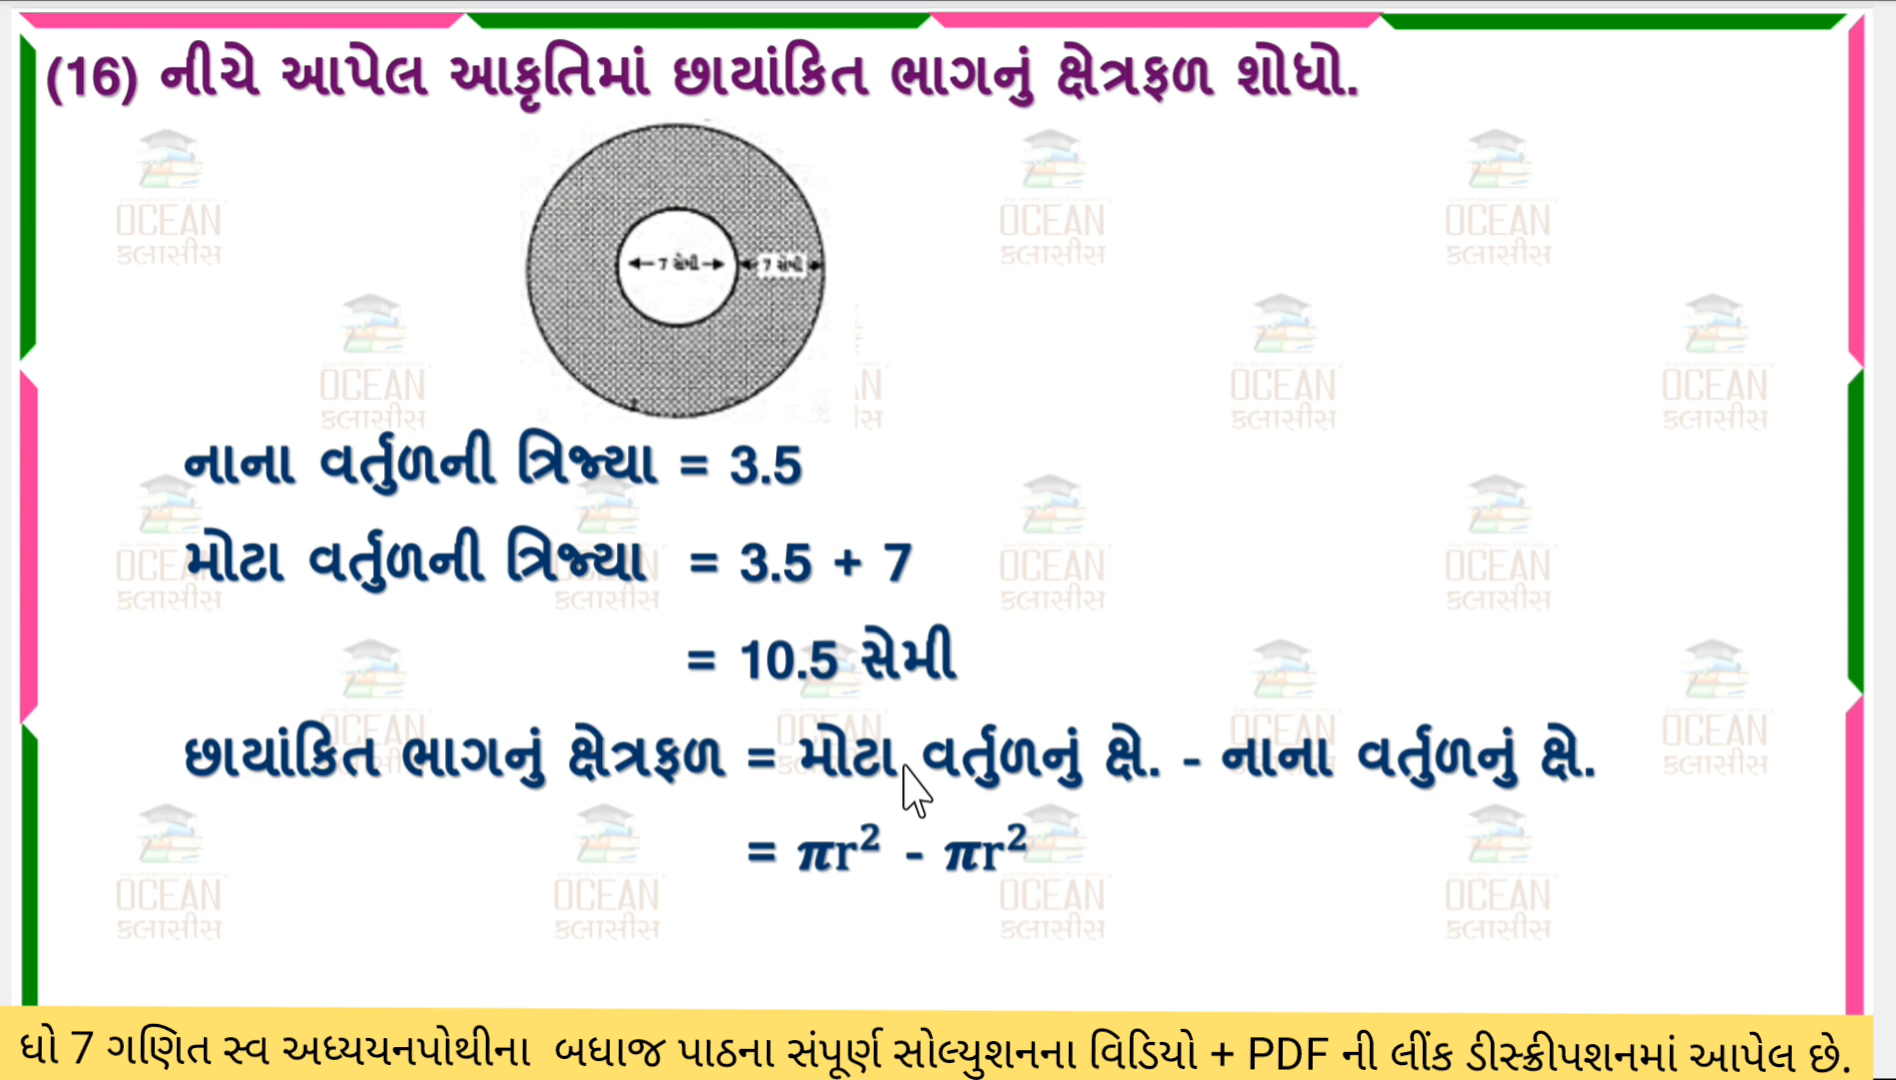 (16) નીચે આપેલ આકૃતિમાં છાયાંકિત ભાગનું ક્ષેત્રફળ શોધો.
7 સેમી
7 સેમી
નાના વર્તુળની ત્રિજ્યા = 3.5
મોટા વર્તુળની ત્રિજ્યા = 3.5 + 7
= 10.5 સેમી
છાયાંકિત ભાગનું ક્ષેત્રફળ = મોટા વર્તુળનું ક્ષે. - નાના વર્તુળનું ક્ષે.
= πr² - πr²
OCEAN
ક્લાસીસ
ધો 7 ગણિત સ્વ અધ્યયનપોથીના બધાજ પાઠના સંપૂર્ણ સોલ્યુશનના વિડિયો + PDF ની લીંક ડીસ્ક્રીપશનમાં આપેલ છે.